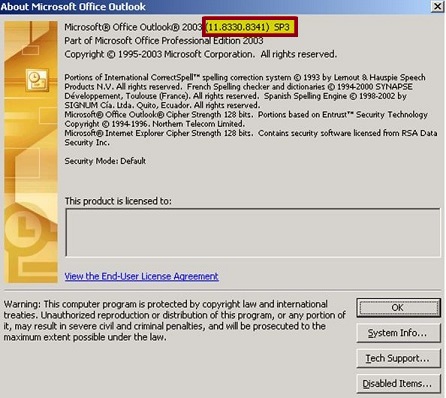 About Microsoft Office Outlook
Microsoft® Office Outlook® 2003 (11.8330.8341) SP3
Part of Microsoft Office Professional Edition 2003
Copyright © 1995-2003 Microsoft Corporation. All rights reserved.
Portions of International CorrectSpell™ spelling correction system © 1993 by Lernout & Hauspie Speech
Products N.V. All rights reserved. French Spelling checker and dictionaries © 1994-2000 SYNAPSE
Développement, Toulouse (France). All rights reserved. Spanish Spelling Engine © 1998-2002 by
SIGNUM Cía. Ltda. Quito, Ecuador. All rights reserved.
Microsoft® Office Outlook® Cipher Strength 128 bits. Portions based on Entrust™ Security Technology
Copyright © 1994-1996. Northern Telecom Limited.
Microsoft® Internet Explorer Cipher Strength 128 bits. Contains security software licensed from RSA Data
Security Inc.
Security Mode: Default
This product is licensed to:
View the End-User License Agreement
Warning: This computer program is protected by copyright law and international
treaties. Unauthorized reproduction or distribution of this program, or any portion of
it, may result in severe civil and criminal penalties, and will be prosecuted to the
maximum extent possible under the law.
OK
System Info...
Tech Support...
Disabled Items...